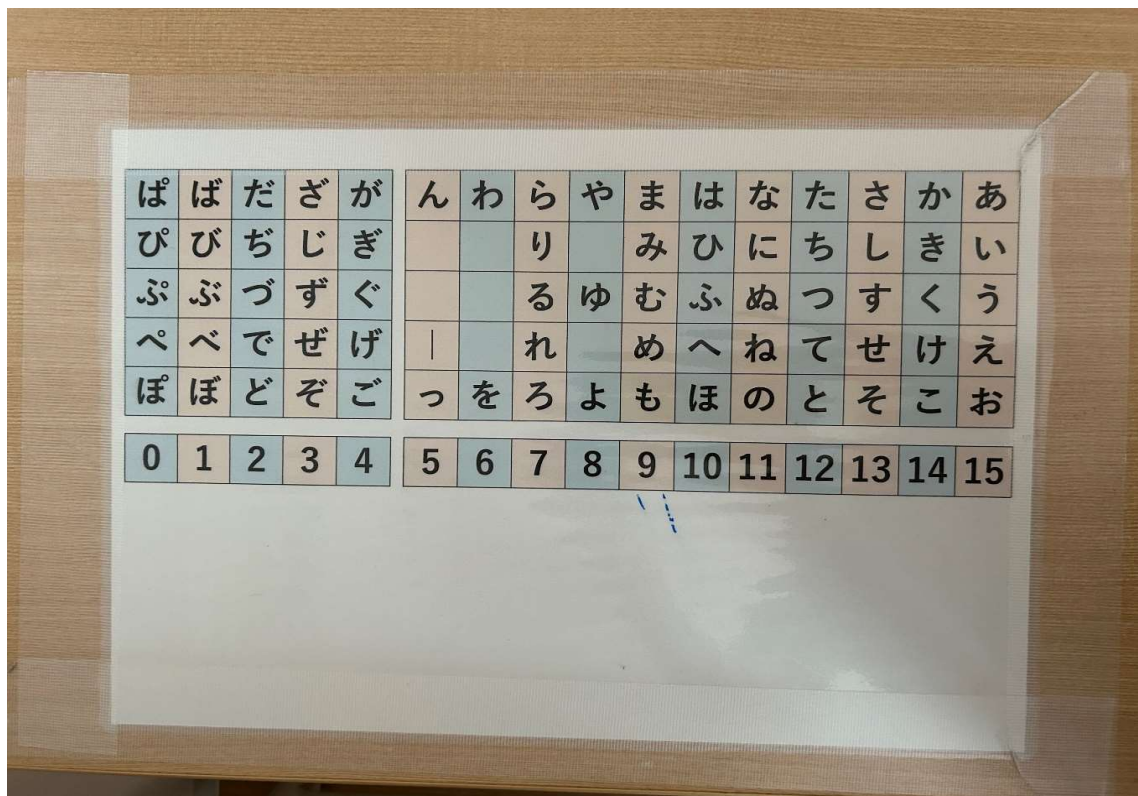 ぱ ば だ ざ が ん わ ら や ま は な た さ か あ
ぴ び ぢ じ ぎ り み ひ に ち し き い
ぷ ぶ づ ず ぐ る ゆ む ふ ぬ つ す く う
ぺ べ で ぜ げ ｜ れ め へ ね て せ け え
ぽ ぼ ど ぞ ご っ を ろ よ も ほ の と そ こ お
0 1 2 3 4 5 6 7 8 9 10 11 12 13 14 15